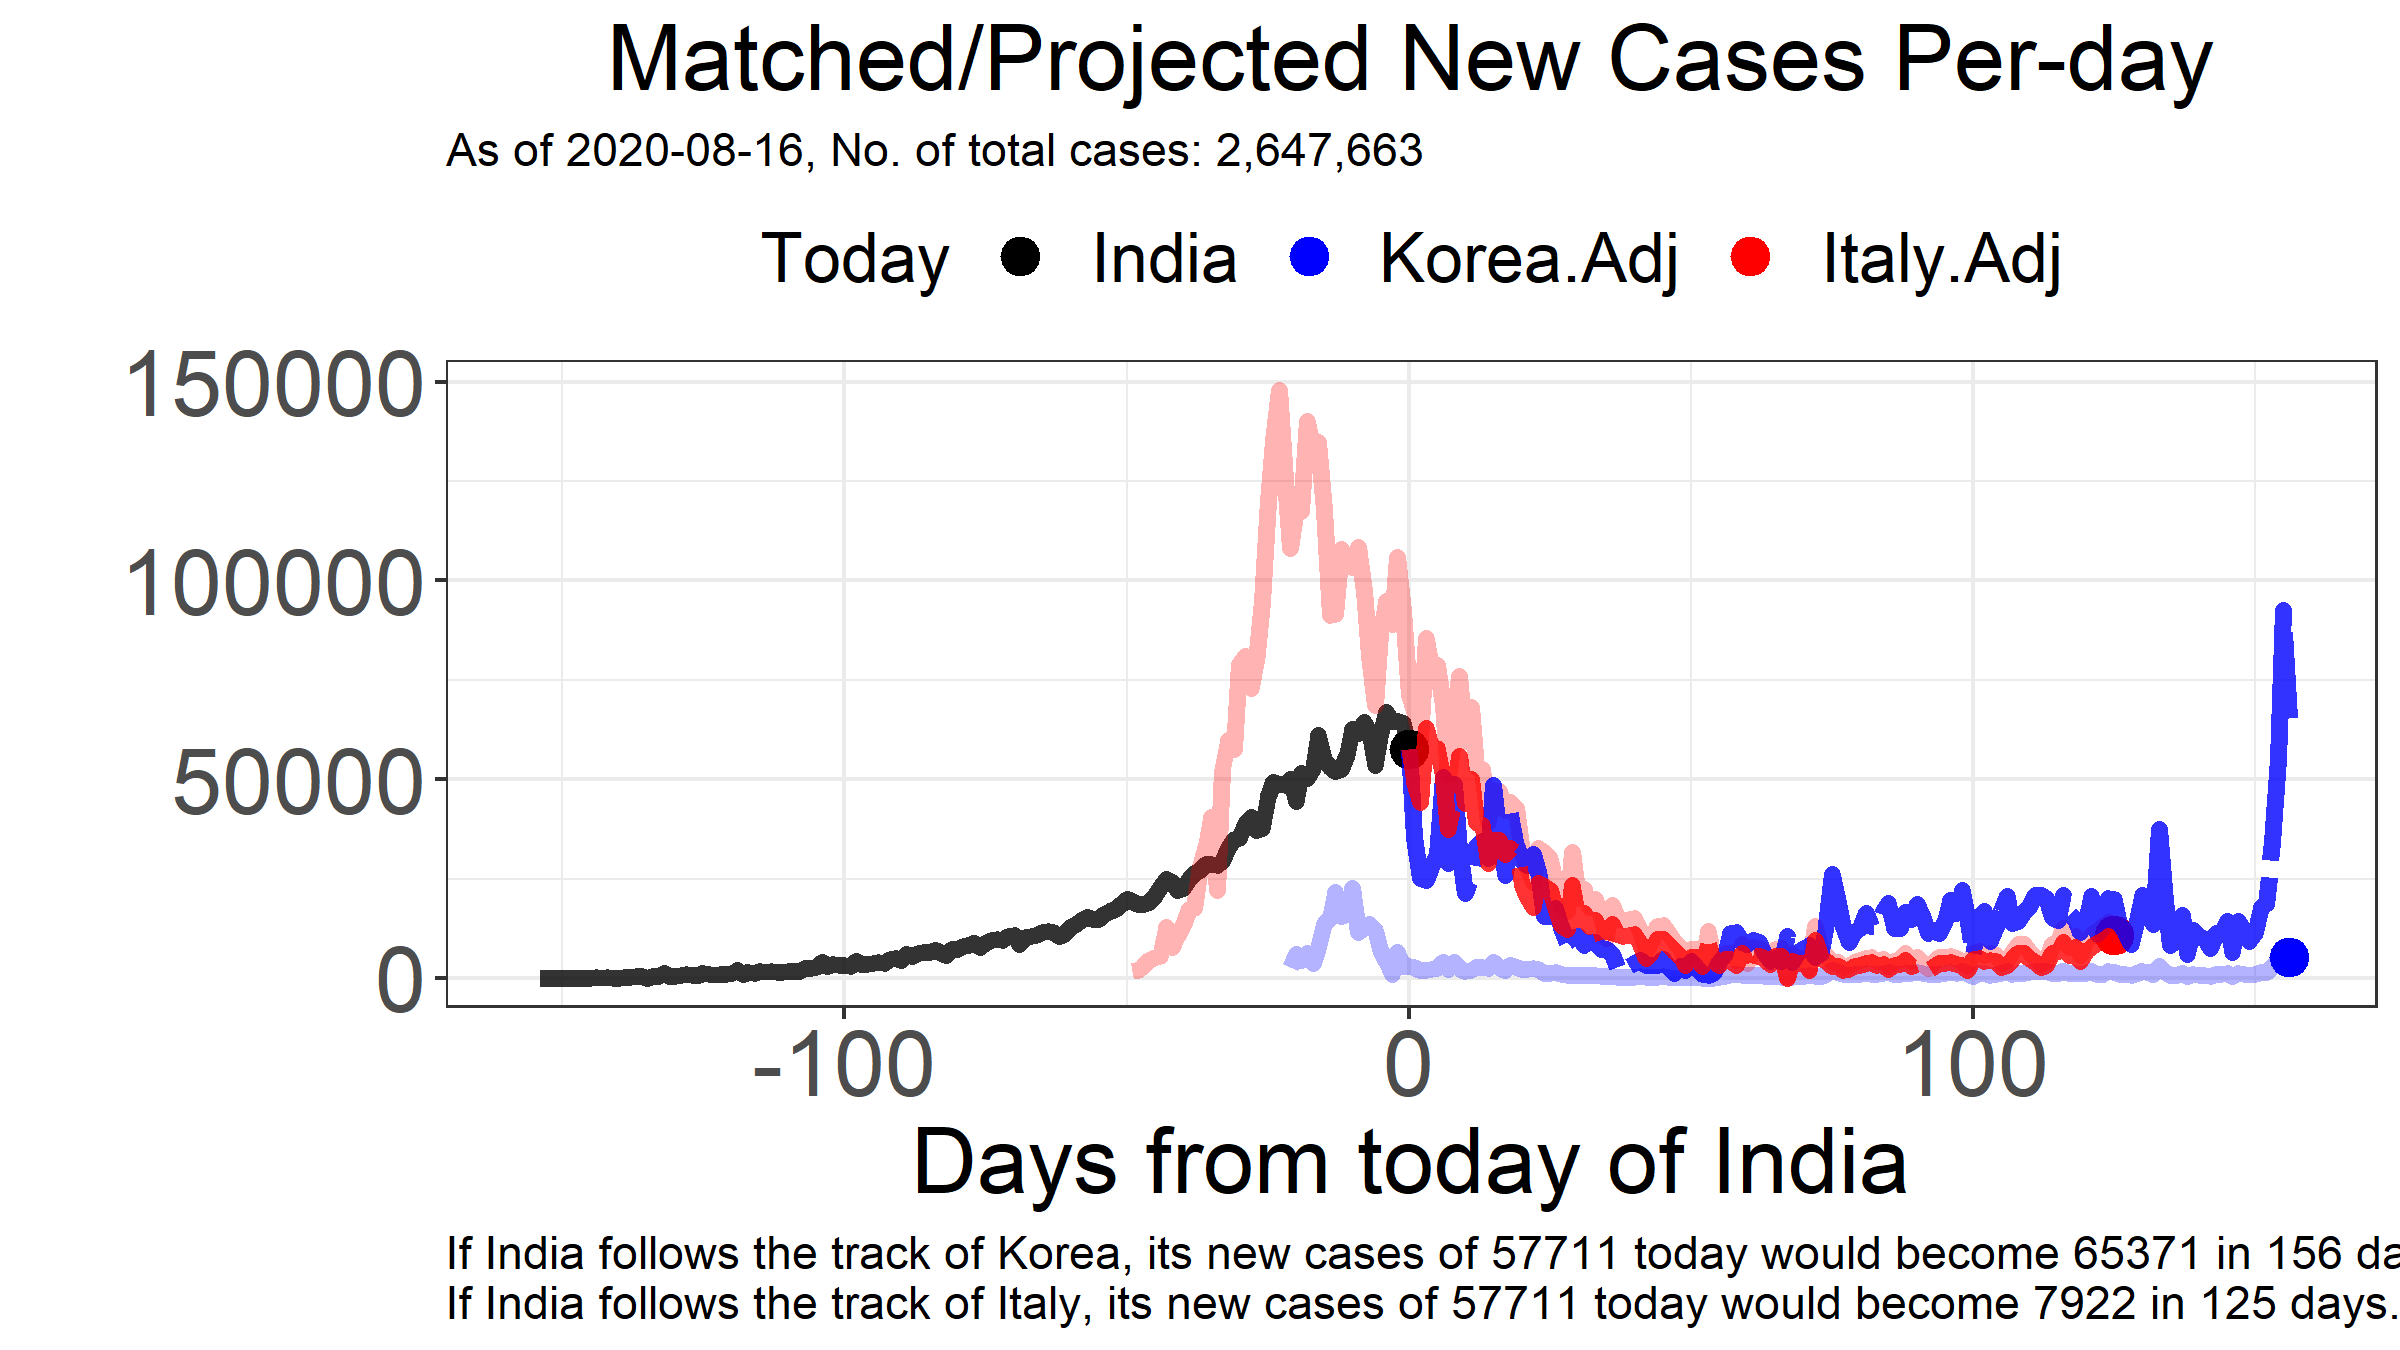 Matched/Projected New Cases Per-day
As of 2020-08-16, No. of total cases: 2,647,663
Today India Korea.Adj Italy.Adj
150000
100000
50000
0
-100 0 100
Days from today of India
If India follows the track of Korea, its new cases of 57711 today would become 65371 in 156 da
If India follows the track of Italy, its new cases of 57711 today would become 7922 in 125 days.